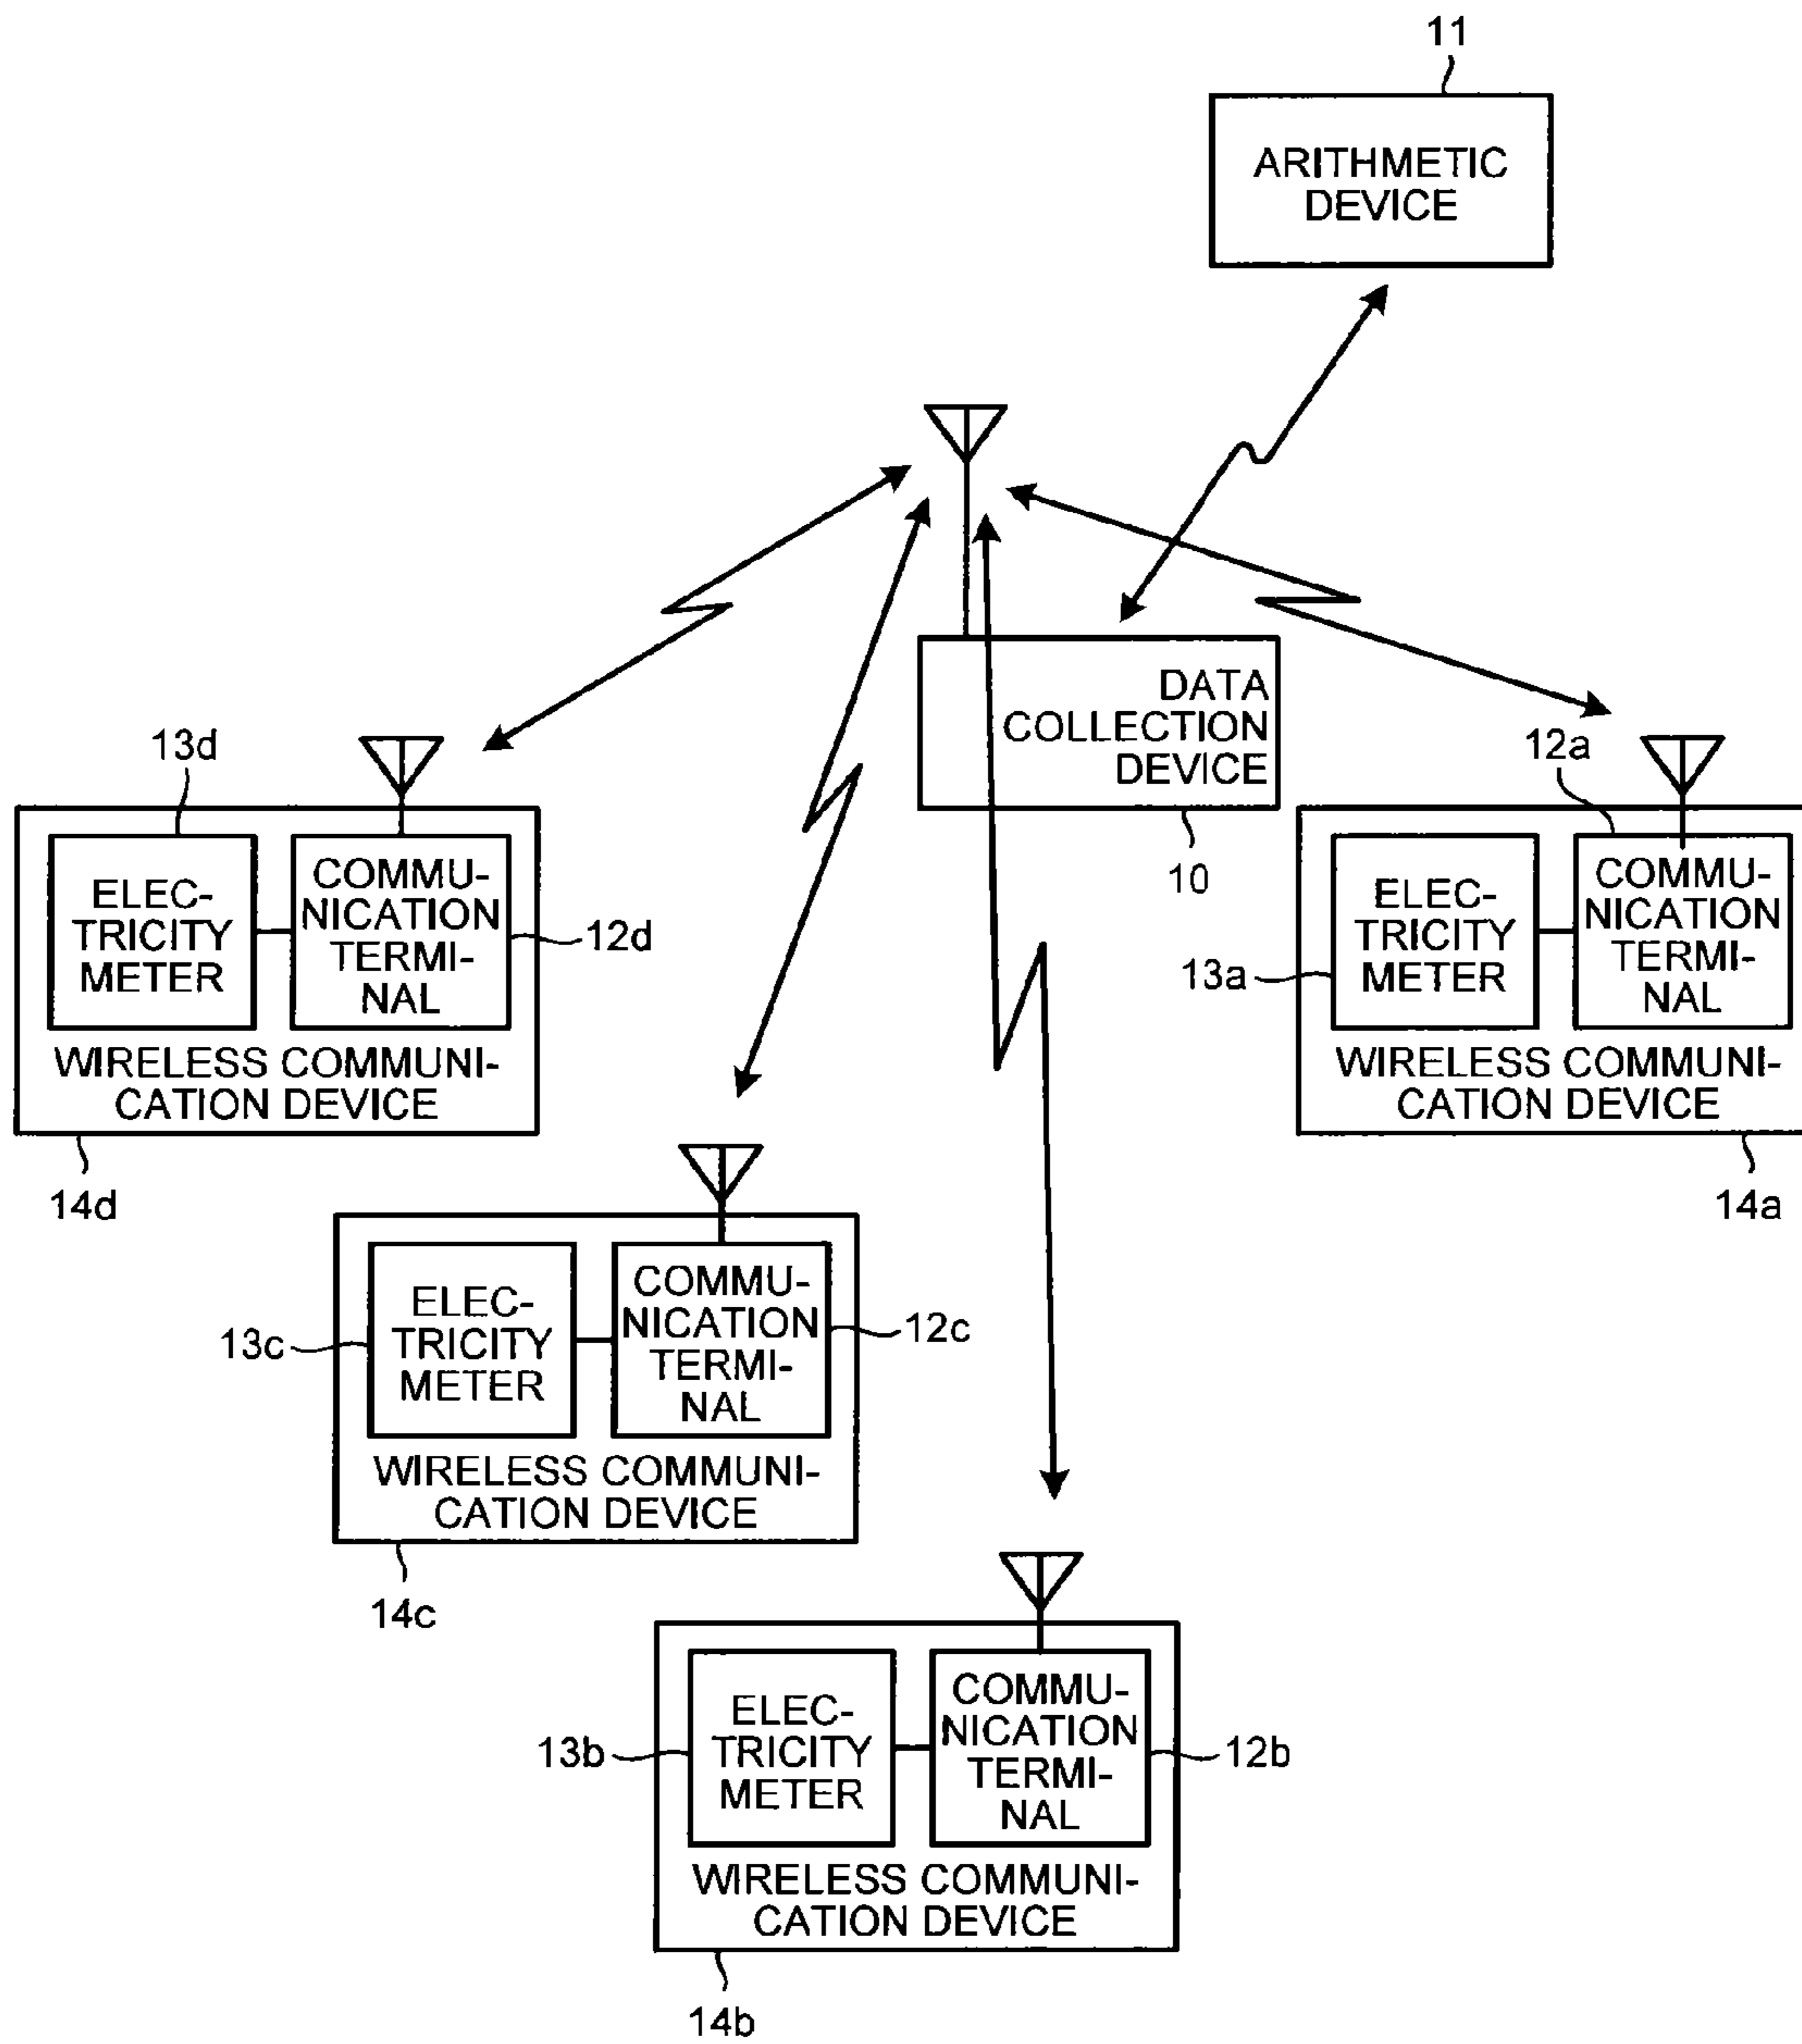 11
ARITHMETIC
DEVICE
DATA
COLLECTION
DEVICE
10
13d
ELEC-
TRICITY
METER
COMMU-
NICATION
TERMI-
NAL
12d
WIRELESS COMMUNI-
CATION DEVICE
14d
12a
13a
ELEC-
TRICITY
METER
COMMU-
NICATION
TERMI-
NAL
WIRELESS COMMUNI-
CATION DEVICE
14a
13c
ELEC-
TRICITY
METER
COMMU-
NICATION
TERMI-
NAL
12c
WIRELESS COMMUNI-
CATION DEVICE
14c
13b
ELEC-
TRICITY
METER
COMMU-
NICATION
TERMI-
NAL
12b
WIRELESS COMMUNI-
CATION DEVICE
14b